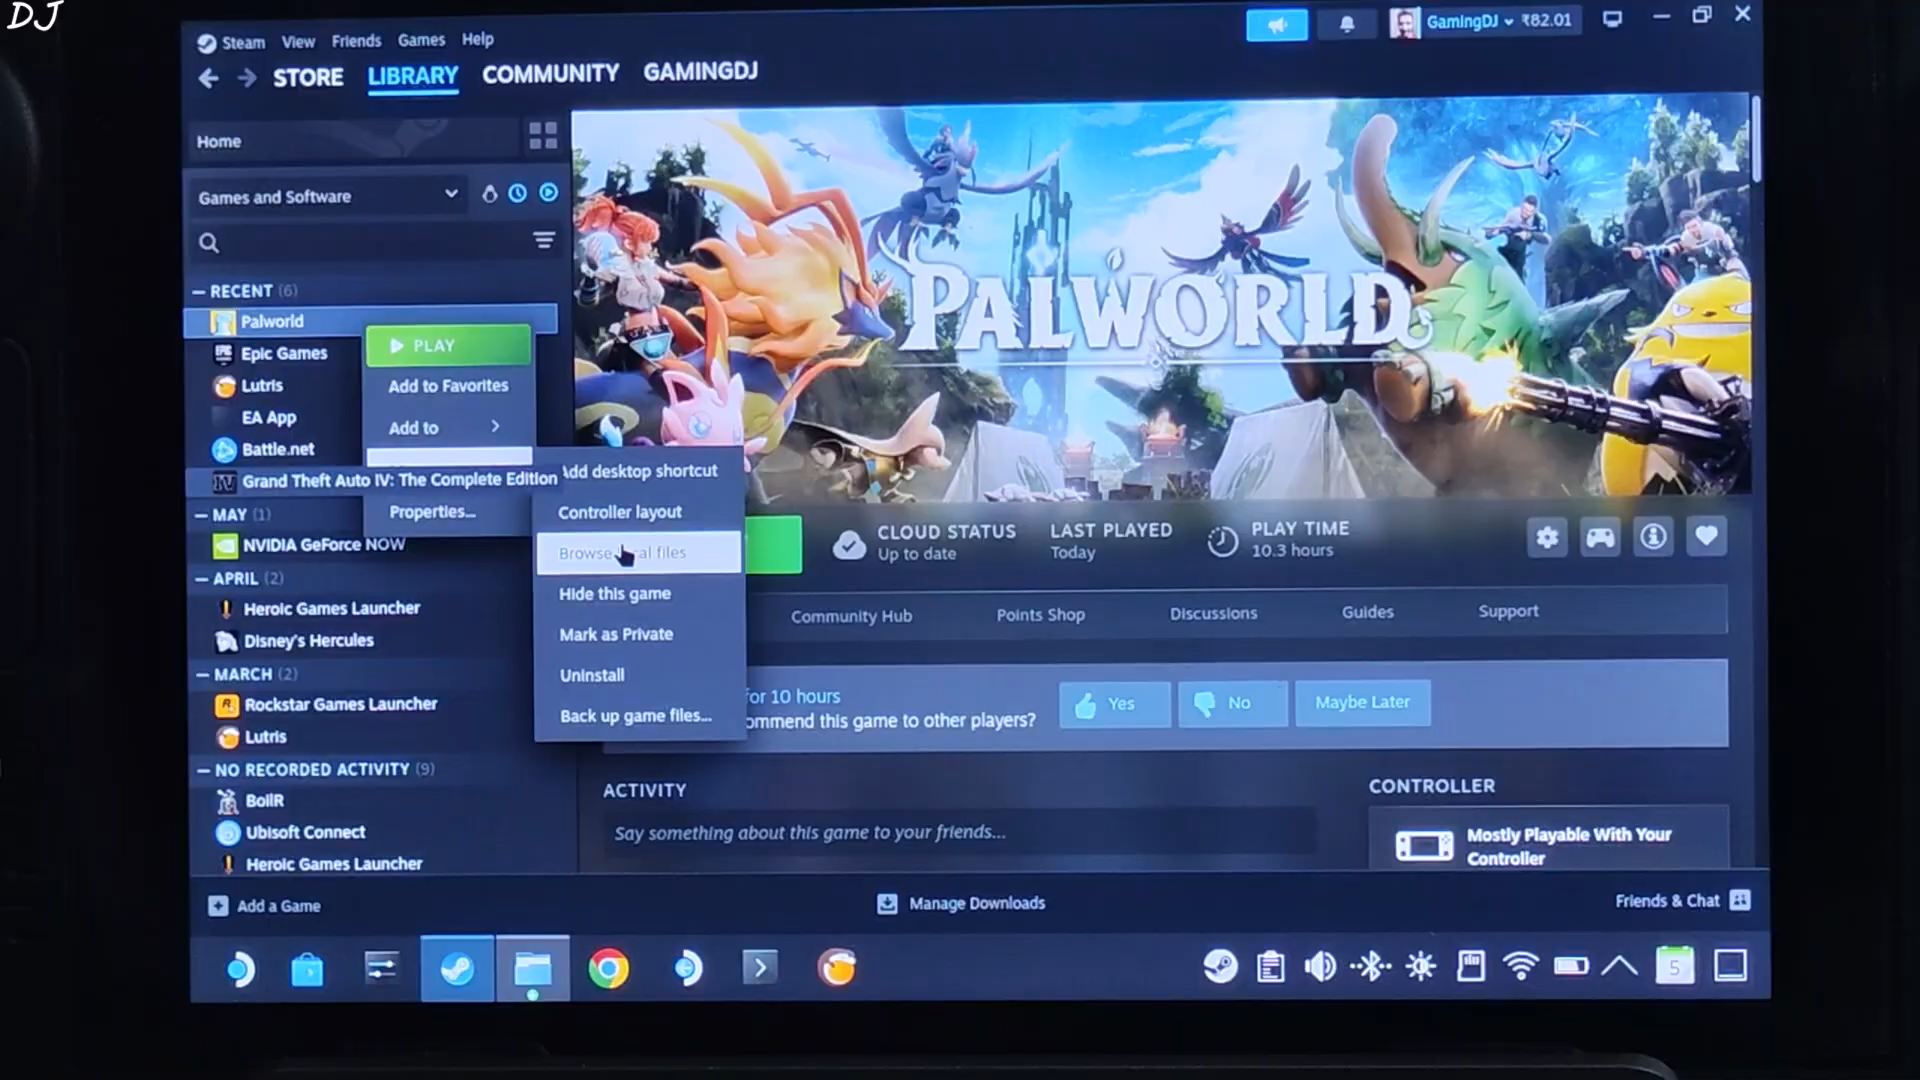 DJ
Steam View Friends Games Help
GamingDJ ₹82.01
STORE LIBRARY COMMUNITY GAMINGDJ
Home
Games and Software
— RECENT (6)
Palworld
Epic Games
Lutris
EA App
Battle.net
Grand Theft Auto IV: The Complete Edition
— MAY (1)
NVIDIA GeForce NOW
— APRIL (2)
Heroic Games Launcher
Disney's Hercules
— MARCH (2)
Rockstar Games Launcher
Lutris
— NO RECORDED ACTIVITY (9)
BoilR
Ubisoft Connect
Heroic Games Launcher
PLAY
Add to Favorites
Add to
Properties...
Add desktop shortcut
Controller layout
Browse local files
Hide this game
Mark as Private
Uninstall
Back up game files...
PALWORLD
CLOUD STATUS
Up to date
LAST PLAYED
Today
PLAY TIME
10.3 hours
Community Hub Points Shop Discussions Guides Support
for 10 hours
ommend this game to other players?
Yes No Maybe Later
ACTIVITY
Say something about this game to your friends...
CONTROLLER
Mostly Playable With Your
Controller
Add a Game
Manage Downloads
Friends & Chat
5